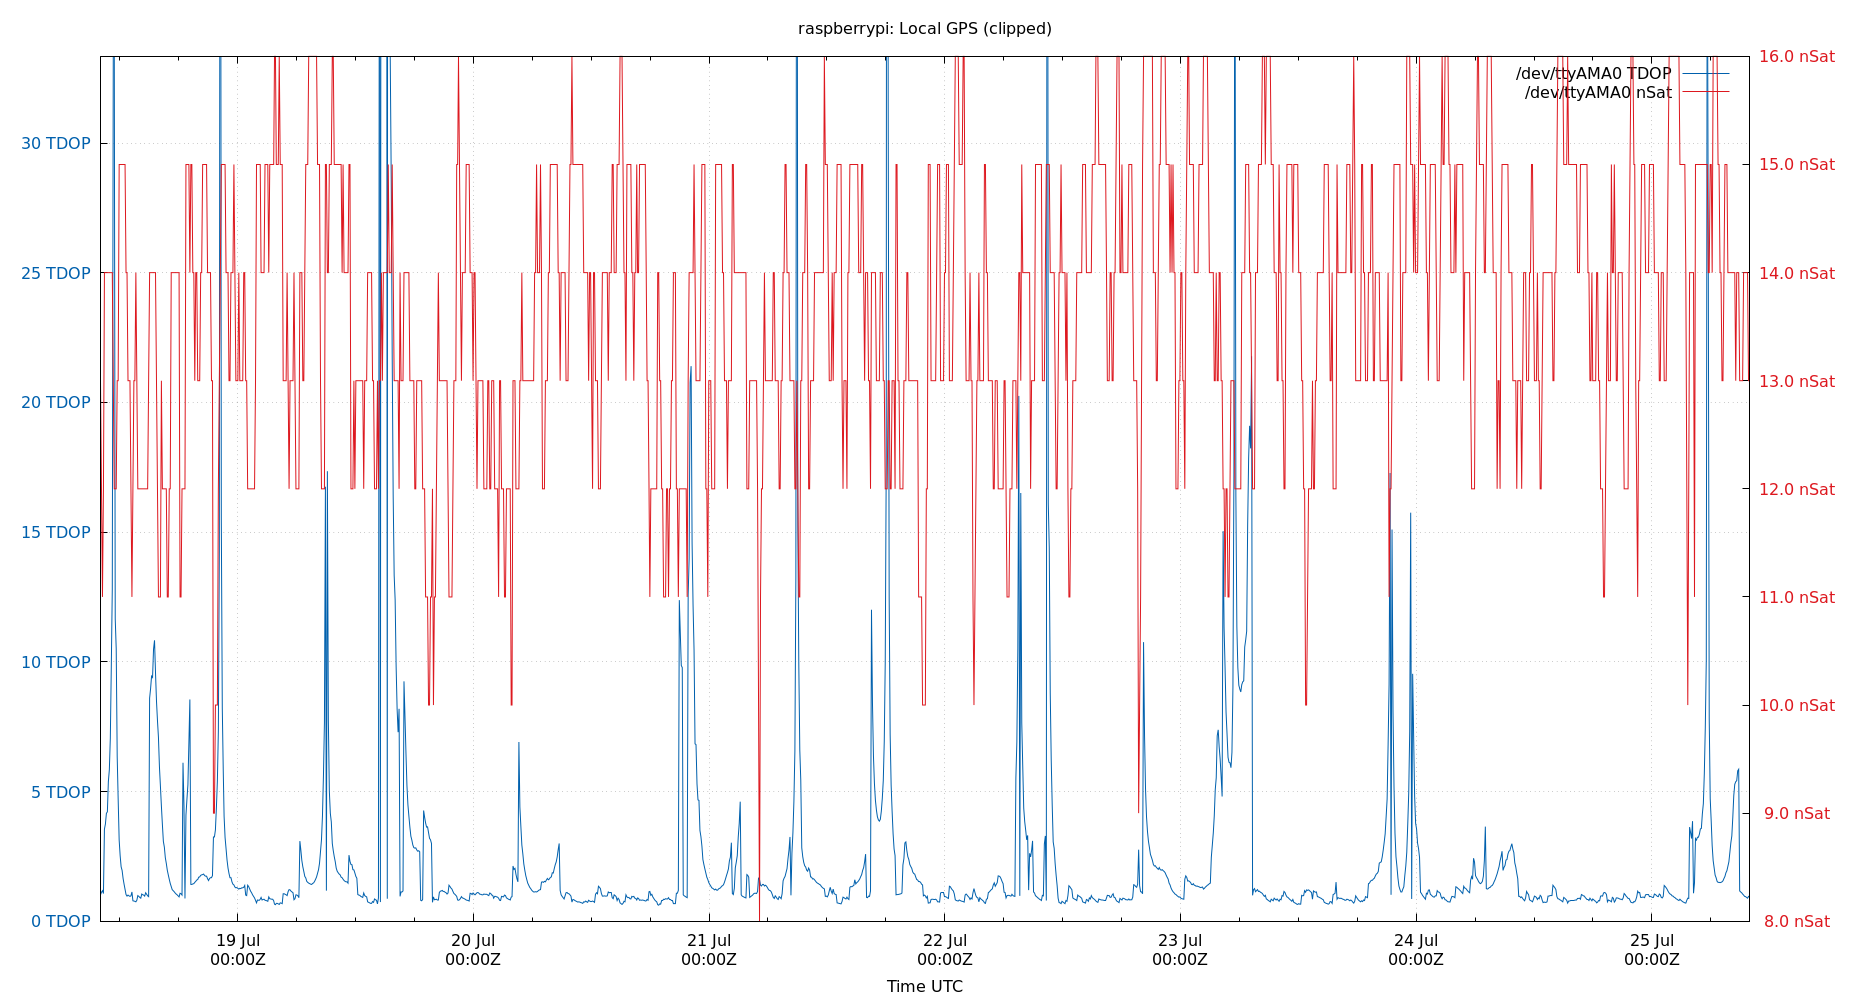 raspberrypi: Local GPS (clipped)
16.0 nSat
/dev/ttyAMA0 TDOP
/dev/ttyAMA0 nSat
30 TDOP
15.0 nSat
25 TDOP
14.0 nSat
13.0 nSat
20 TDOP
12.0 nSat
15 TDOP
11.0 nSat
10 TDOP
10.0 nSat
5 TDOP
9.0 nSat
0 TDOP
8.0 nSat
19 Jul 20 Jul 21 Jul 22 Jul 23 Jul 24 Jul 25 Jul
00:00Z 00:00Z 00:00Z 00:00Z 00:00Z 00:00Z 00:00Z
Time UTC